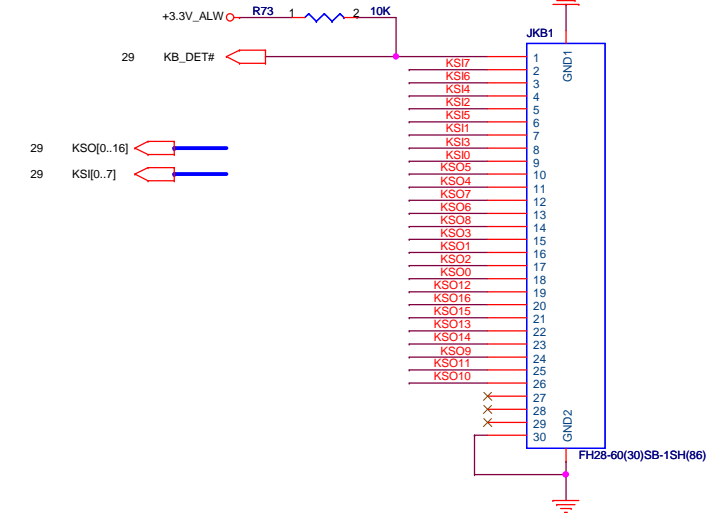 +3.3V_ALW R73 1 2 10K
JKB1
29 KB_DET# 1 GND1
KSI7 2
KSI6 3
KSI4 4
KSI2 5
KSI5 6
KSI1 7
29 KSO[0..16] KSI3 8
KSI0 9
29 KSI[0..7] KSO5 10
KSO4 11
KSO7 12
KSO6 13
KSO8 14
KSO3 15
KSO1 16
KSO2 17
KSO0 18
KSO12 19
KSO16 20
KSO15 21
KSO13 22
KSO14 23
KSO9 24
KSO11 25
KSO10 26
27
28
29
30 GND2
FH28-60(30)SB-1SH(86)